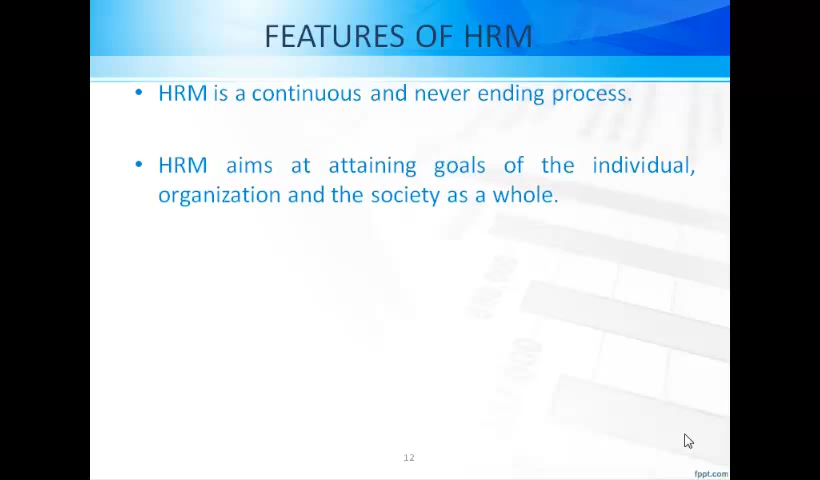 FEATURES OF HRM
• HRM is a continuous and never ending process.
• HRM aims at attaining goals of the individual,
organization and the society as a whole.
12
fppt.com